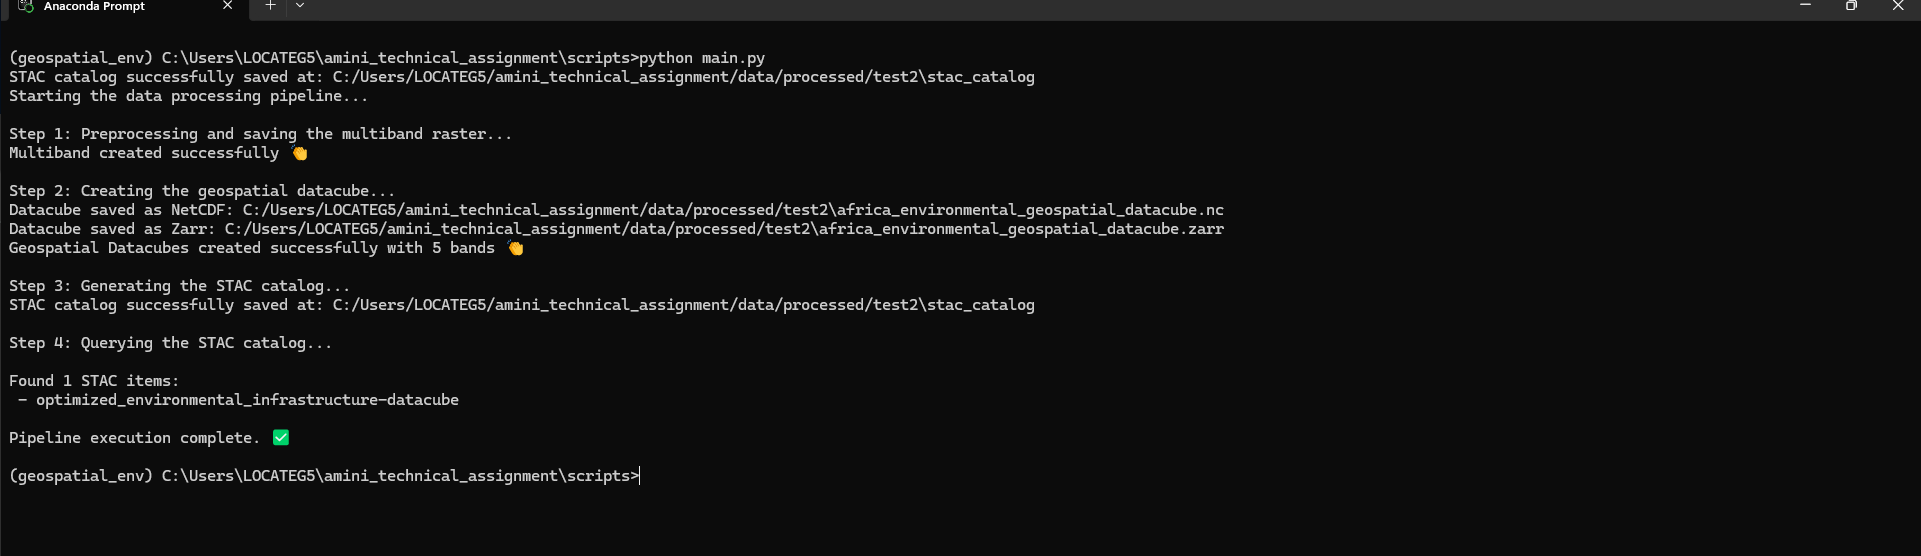 Anaconda Prompt
(geospatial_env) C:\Users\LOCATEG5\amini_technical_assignment\scripts>python main.py
STAC catalog successfully saved at: C:/Users/LOCATEG5/amini_technical_assignment/data/processed/test2\stac_catalog
Starting the data processing pipeline...
Step 1: Preprocessing and saving the multiband raster...
Multiband created successfully 👏
Step 2: Creating the geospatial datacube...
Datacube saved as NetCDF: C:/Users/LOCATEG5/amini_technical_assignment/data/processed/test2\africa_environmental_geospatial_datacube.nc
Datacube saved as Zarr: C:/Users/LOCATEG5/amini_technical_assignment/data/processed/test2\africa_environmental_geospatial_datacube.zarr
Geospatial Datacubes created successfully with 5 bands 👏
Step 3: Generating the STAC catalog...
STAC catalog successfully saved at: C:/Users/LOCATEG5/amini_technical_assignment/data/processed/test2\stac_catalog
Step 4: Querying the STAC catalog...
Found 1 STAC items:
- optimized_environmental_infrastructure-datacube
Pipeline execution complete. ✅
(geospatial_env) C:\Users\LOCATEG5\amini_technical_assignment\scripts>